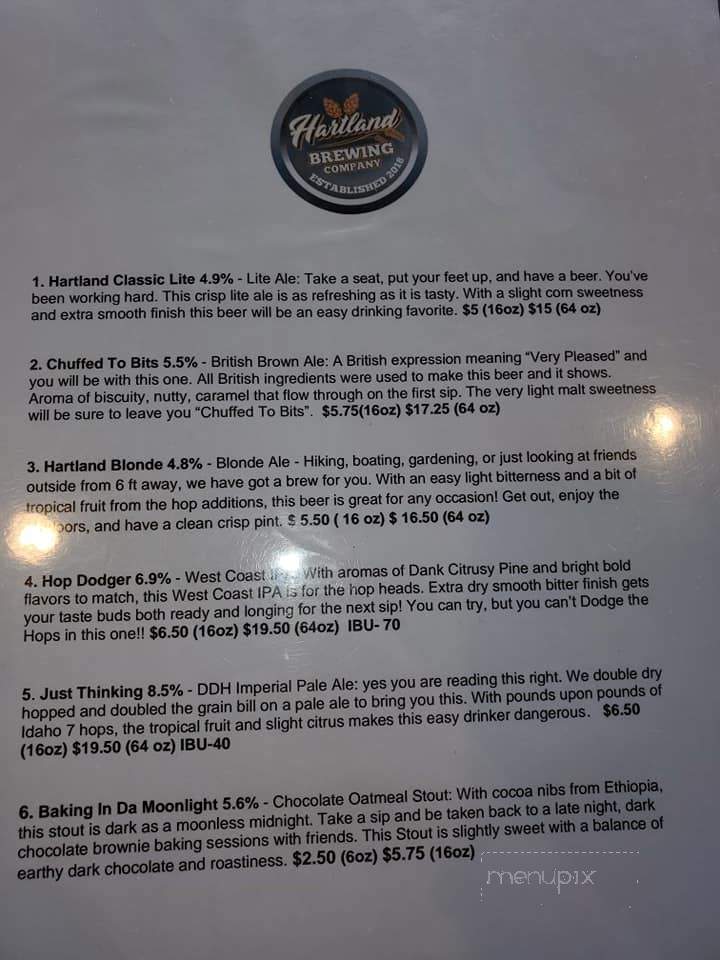 Hartland
BREWING
COMPANY
ESTABLISHED 2018
1. Hartland Classic Lite 4.9% - Lite Ale: Take a seat, put your feet up, and have a beer. You've
been working hard. This crisp lite ale is as refreshing as it is tasty. With a slight corn sweetness
and extra smooth finish this beer will be an easy drinking favorite. $5 (16oz) $15 (64 oz)
2. Chuffed To Bits 5.5% - British Brown Ale: A British expression meaning “Very Pleased” and
you will be with this one. All British ingredients were used to make this beer and it shows.
Aroma of biscuity, nutty, caramel that flow through on the first sip. The very light malt sweetness
will be sure to leave you “Chuffed To Bits”. $5.75(16oz) $17.25 (64 oz)
3. Hartland Blonde 4.8% - Blonde Ale - Hiking, boating, gardening, or just looking at friends
outside from 6 ft away, we have got a brew for you. With an easy light bitterness and a bit of
tropical fruit from the hop additions, this beer is great for any occasion! Get out, enjoy the
oors, and have a clean crisp pint. $ 5.50 ( 16 oz) $ 16.50 (64 oz)
4. Hop Dodger 6.9% - West Coast With aromas of Dank Citrusy Pine and bright bold
flavors to match, this West Coast IPA is for the hop heads. Extra dry smooth bitter finish gets
your taste buds both ready and longing for the next sip! You can try, but you can't Dodge the
Hops in this one!! $6.50 (16oz) $19.50 (64oz) IBU- 70
5. Just Thinking 8.5% - DDH Imperial Pale Ale: yes you are reading this right. We double dry
hopped and doubled the grain bill on a pale ale to bring you this. With pounds upon pounds of
Idaho 7 hops, the tropical fruit and slight citrus makes this easy drinker dangerous. $6.50
(16oz) $19.50 (64 oz) IBU-40
6. Baking In Da Moonlight 5.6% - Chocolate Oatmeal Stout: With cocoa nibs from Ethiopia,
this stout is dark as a moonless midnight. Take a sip and be taken back to a late night, dark
chocolate brownie baking sessions with friends. This Stout is slightly sweet with a balance of
earthy dark chocolate and roastiness. $2.50 (6oz) $5.75 (16oz)
menupix